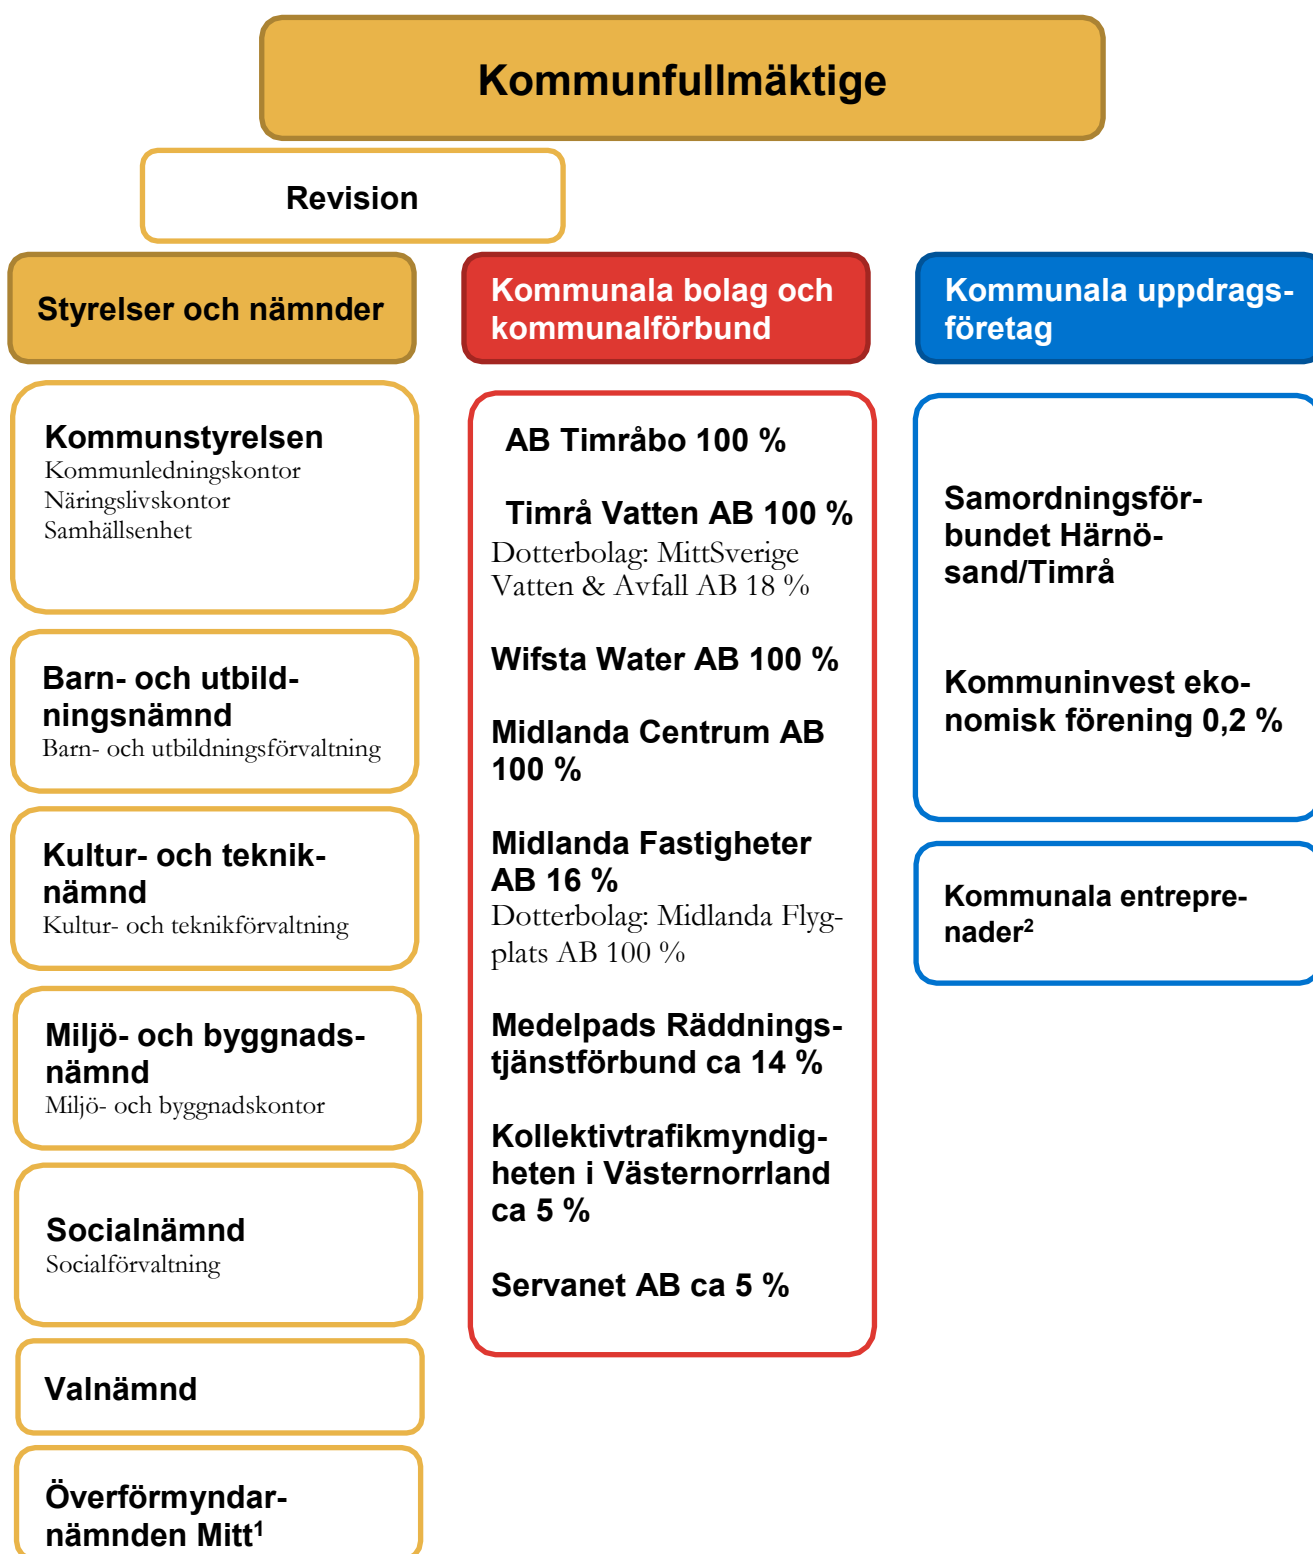 Kommunfullmäktige
Revision
Styrelser och nämnder
Kommunstyrelsen
Kommunledningskontor
Näringslivskontor
Samhällsenhet
Barn- och utbild-
ningsnämnd
Barn- och utbildningsförvaltning
Kultur- och teknik-
nämnd
Kultur- och teknikförvaltning
Miljö- och byggnads-
nämnd
Miljö- och byggnadskontor
Socialnämnd
Socialförvaltning
Valnämnd
Överförmyndar-
nämnden Mitt¹
Kommunala bolag och
kommunalförbund
AB Timråbo 100 %
Timrå Vatten AB 100 %
Dotterbolag: MittSverige
Vatten & Avfall AB 18 %
Wifsta Water AB 100 %
Midlanda Centrum AB
100 %
Midlanda Fastigheter
AB 16 %
Dotterbolag: Midlanda Flyg-
plats AB 100 %
Medelpads Räddnings-
tjänstförbund ca 14 %
Kollektivtrafikmyndig-
heten i Västernorrland
ca 5 %
Servanet AB ca 5 %
Kommunala uppdrags-
företag
Samordningsför-
bundet Härnö-
sand/Timrå
Kommuninvest eko-
nomisk förening 0,2 %
Kommunala entrepre-
nader²